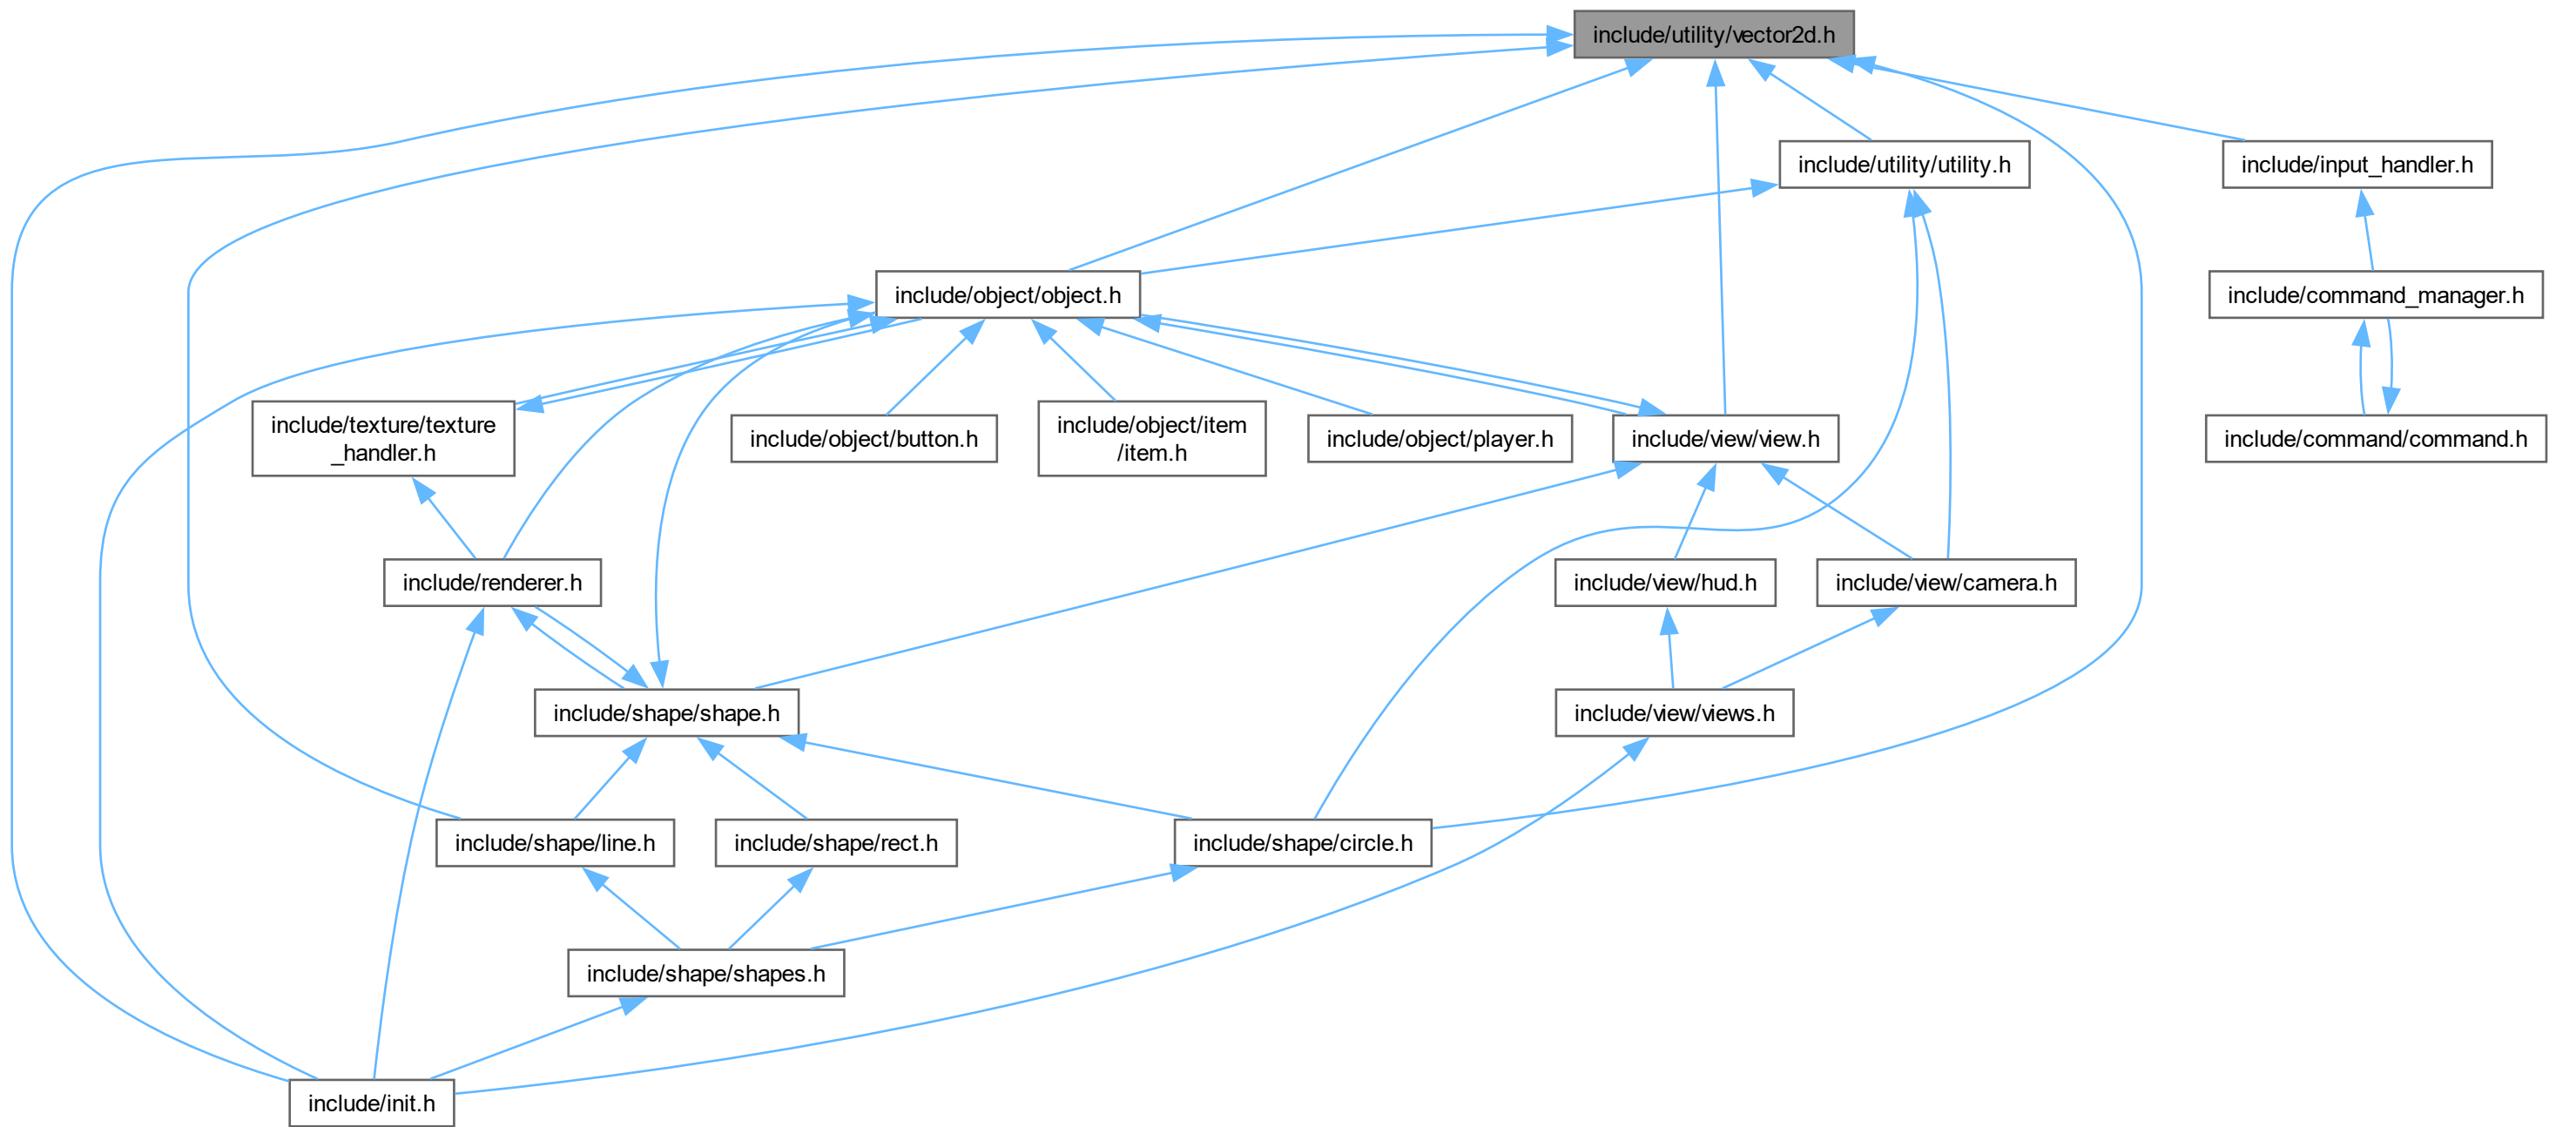 include/utility/vector2d.h
include/utility/utility.h
include/input_handler.h
include/object/object.h
include/command_manager.h
include/texture/texture
_handler.h
include/object/button.h
include/object/item
/item.h
include/object/player.h
include/view/view.h
include/command/command.h
include/renderer.h
include/view/hud.h
include/view/camera.h
include/shape/shape.h
include/view/views.h
include/shape/line.h
include/shape/rect.h
include/shape/circle.h
include/shape/shapes.h
include/init.h